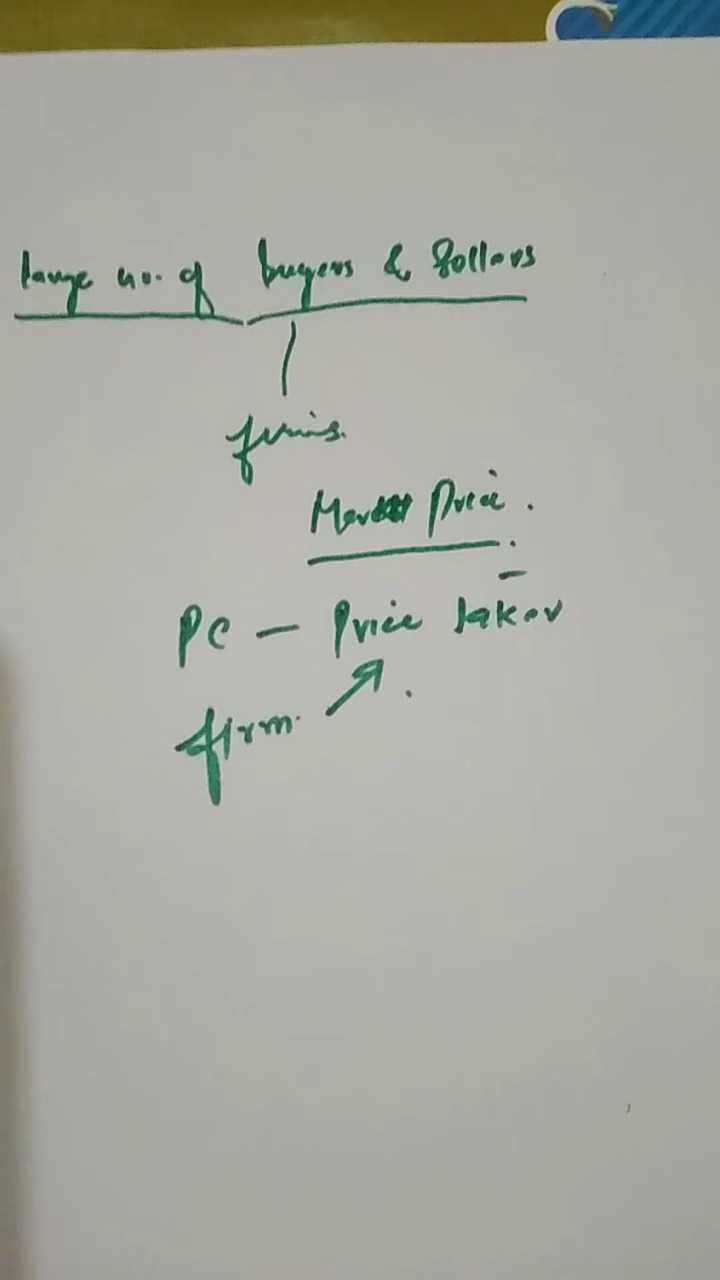 large no. of buyers & sellers
firms.
Market Price.
PC - Price taker
firm.